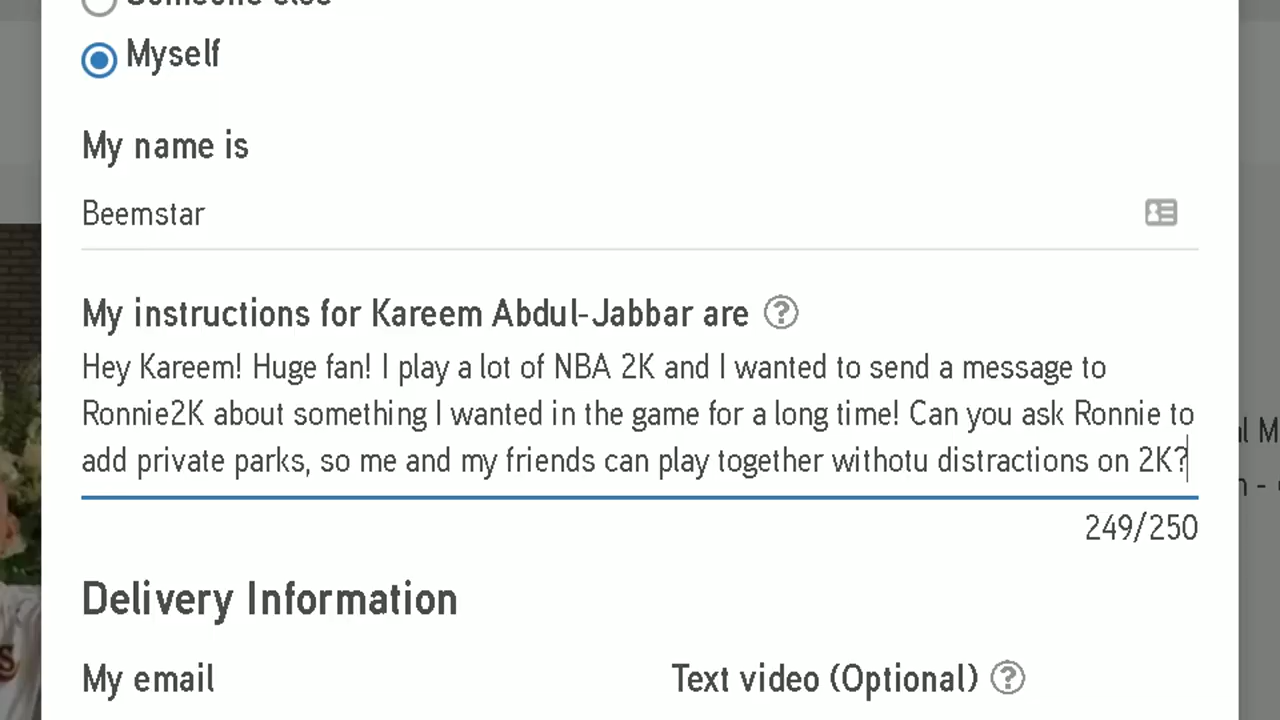 Someone else
Myself
My name is
Beemstar
My instructions for Kareem Abdul-Jabbar are ?
Hey Kareem! Huge fan! I play a lot of NBA 2K and I wanted to send a message to
Ronnie2K about something I wanted in the game for a long time! Can you ask Ronnie to
add private parks, so me and my friends can play together withotu distractions on 2K?
249/250
Delivery Information
My email
Text video (Optional) ?